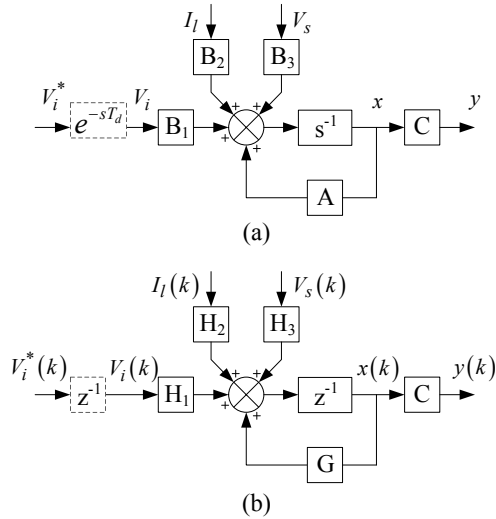 I_l V_s
B_2 B_3
V_i^* V_i x y
e^{-sT_d} B_1 + + + + s^{-1} C
A
(a)
I_l(k) V_s(k)
H_2 H_3
V_i^*(k) V_i(k) x(k) y(k)
z^{-1} H_1 + + + + z^{-1} C
G
(b)